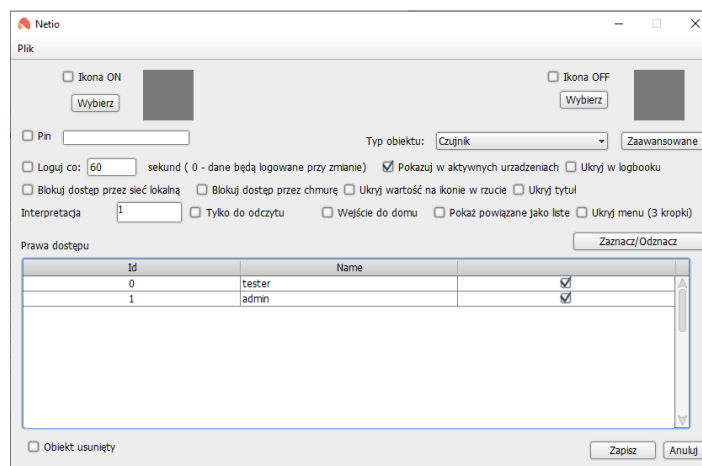 Netio
Plik
Ikona ON
Ikona OFF
Wybierz
Wybierz
Pin
Typ obiektu: Czujnik Zaawansowane
Loguj co: 60 sekund ( 0 - dane będą logowane przy zmianie) Pokazuj w aktywnych urzadzeniach Ukryj w logbooku
Blokuj dostęp przez sieć lokalną Blokuj dostęp przez chmurę Ukryj wartość na ikonie w rzucie Ukryj tytuł
Interpretacja 1 Tylko do odczytu Wejście do domu Pokaż powiązane jako liste Ukryj menu (3 kropki)
Prawa dostępu Zaznacz/Odznacz
Id Name
0 tester
1 admin
Obiekt usunięty Zapisz Anuluj